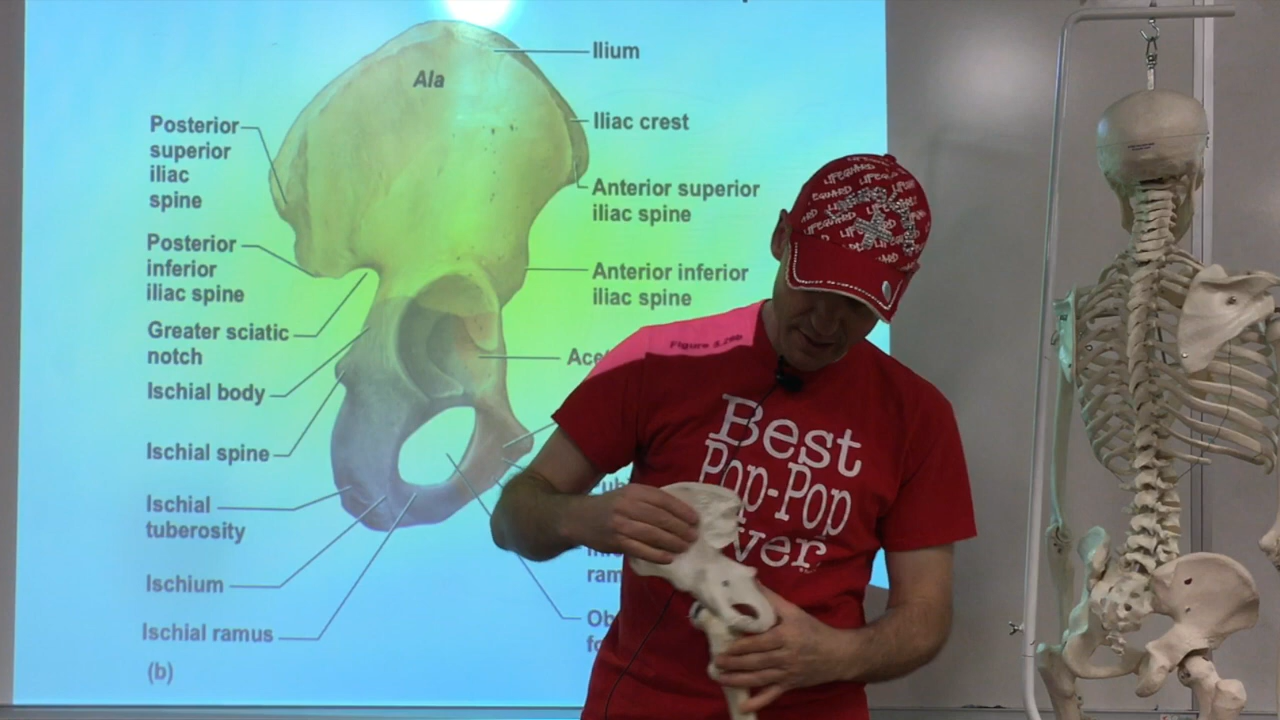 Ilium
Ala
Iliac crest
Posterior
superior
iliac
spine
Anterior superior
iliac spine
Posterior
inferior
iliac spine
Anterior inferior
iliac spine
Greater sciatic
notch
Ischial body
Ischial spine
Ischial
tuberosity
Ischium
Ischial ramus
(b)
LIFEGUARD
Best
Pop-Pop